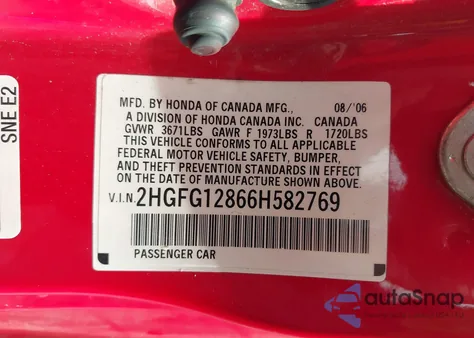 SNE E2
MFD. BY HONDA OF CANADA MFG., 08/'06
A DIVISION OF HONDA CANADA INC. CANADA
GVWR 3671LBS GAWR F 1973LBS R 1720LBS
THIS VEHICLE CONFORMS TO ALL APPLICABLE
FEDERAL MOTOR VEHICLE SAFETY, BUMPER,
AND THEFT PREVENTION STANDARDS IN EFFECT
ON THE DATE OF MANUFACTURE SHOWN ABOVE.
V.I.N. 2HGFG12866H582769
PASSENGER CAR
autoSnap